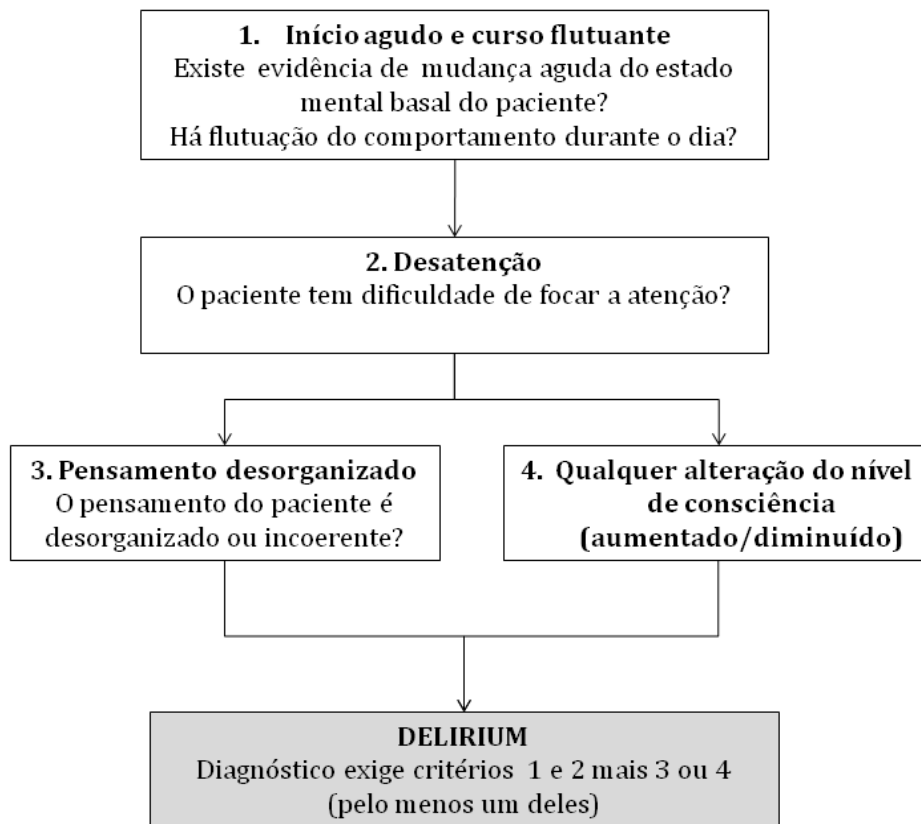 1. Início agudo e curso flutuante
Existe evidência de mudança aguda do estado
mental basal do paciente?
Há flutuação do comportamento durante o dia?
2. Desatenção
O paciente tem dificuldade de focar a atenção?
3. Pensamento desorganizado
O pensamento do paciente é
desorganizado ou incoerente?
4. Qualquer alteração do nível
de consciência
(aumentado/diminuído)
DELIRIUM
Diagnóstico exige critérios 1 e 2 mais 3 ou 4
(pelo menos um deles)